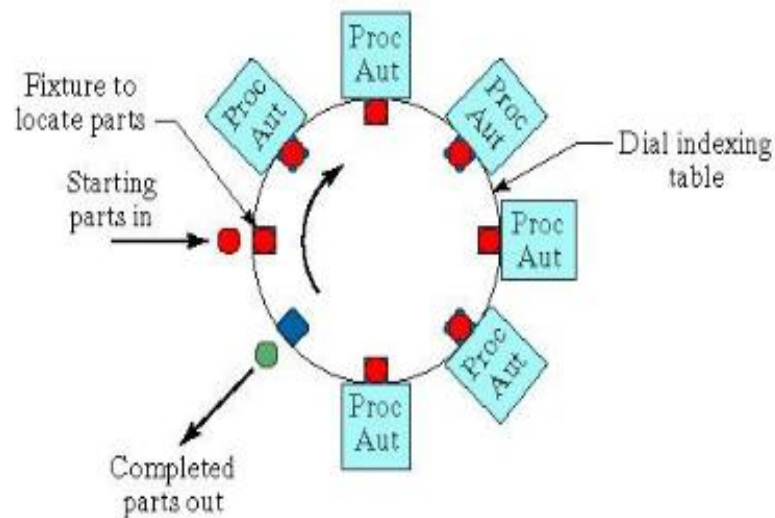 Proc
Aut
Proc
Aut
Proc
Aut
Fixture to
locate parts
Dial indexing
table
Starting
parts in
Proc
Aut
Proc
Aut
Proc
Aut
Completed
parts out